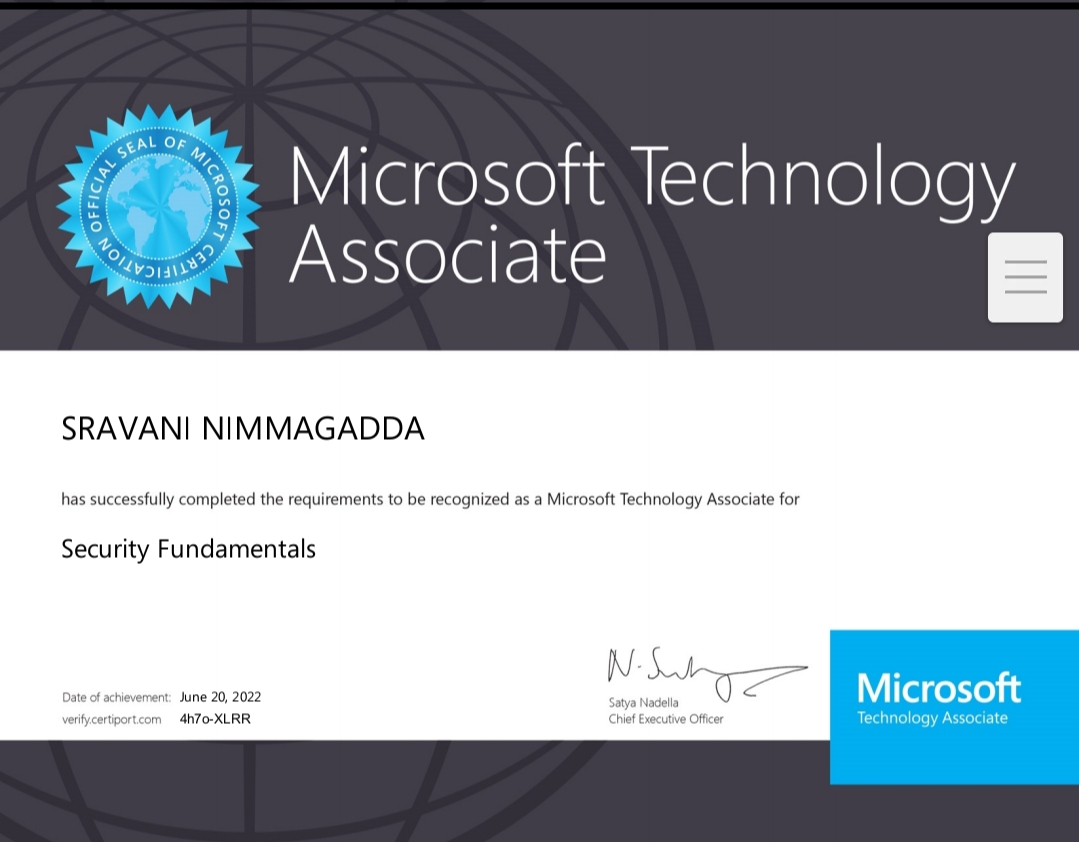 OFFICIAL SEAL OF MICROSOFT CERTIFICATION
Microsoft Technology
Associate
SRAVANI NIMMAGADDA
has successfully completed the requirements to be recognized as a Microsoft Technology Associate for
Security Fundamentals
Date of achievement: June 20, 2022
verify.certiport.com 4h7o-XLRR
Satya Nadella
Chief Executive Officer
Microsoft
Technology Associate